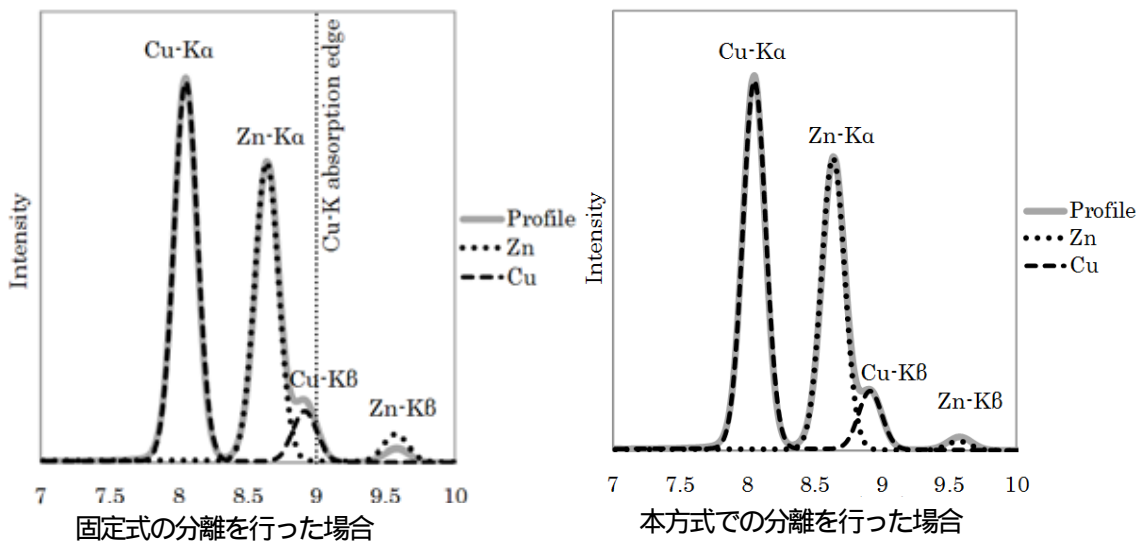 Cu-Kα
Zn-Kα
Cu-K absorption edge
Cu-Kβ
Zn-Kβ
Intensity
Profile
Zn
Cu
7 7.5 8 8.5 9 9.5 10
固定式の分離を行った場合
Cu-Kα
Zn-Kα
Cu-Kβ
Zn-Kβ
Intensity
Profile
Zn
Cu
7 7.5 8 8.5 9 9.5 10
本方式での分離を行った場合